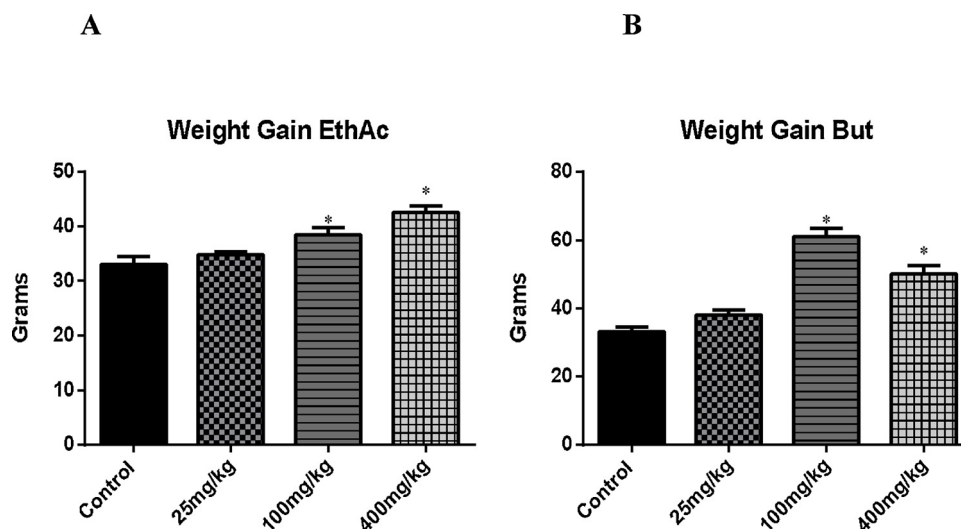 A
B
Weight Gain EthAc
50
40
30
20
10
0
Grams
*
*
Control
25mg/kg
100mg/kg
400mg/kg
Weight Gain But
80
60
40
20
0
Grams
*
*
Control
25mg/kg
100mg/kg
400mg/kg